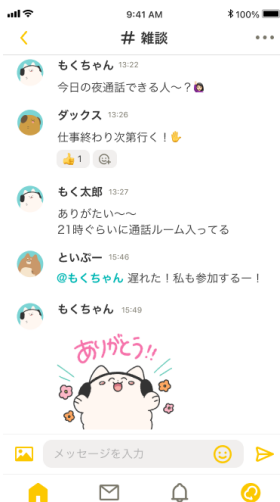 9:41 AM
100%
# 雑談
もくちゃん 13:22
今日の夜通話できる人〜？🙆🏻‍♀️
ダックス 13:26
仕事終わり次第行く！✋
👍 1
もく太郎 13:27
ありがたい〜〜
21時ぐらいに通話ルーム入ってる
といぷー 15:46
@もくちゃん 遅れた！私も参加するー！
もくちゃん 15:49
ありがとう!!
メッセージを入力